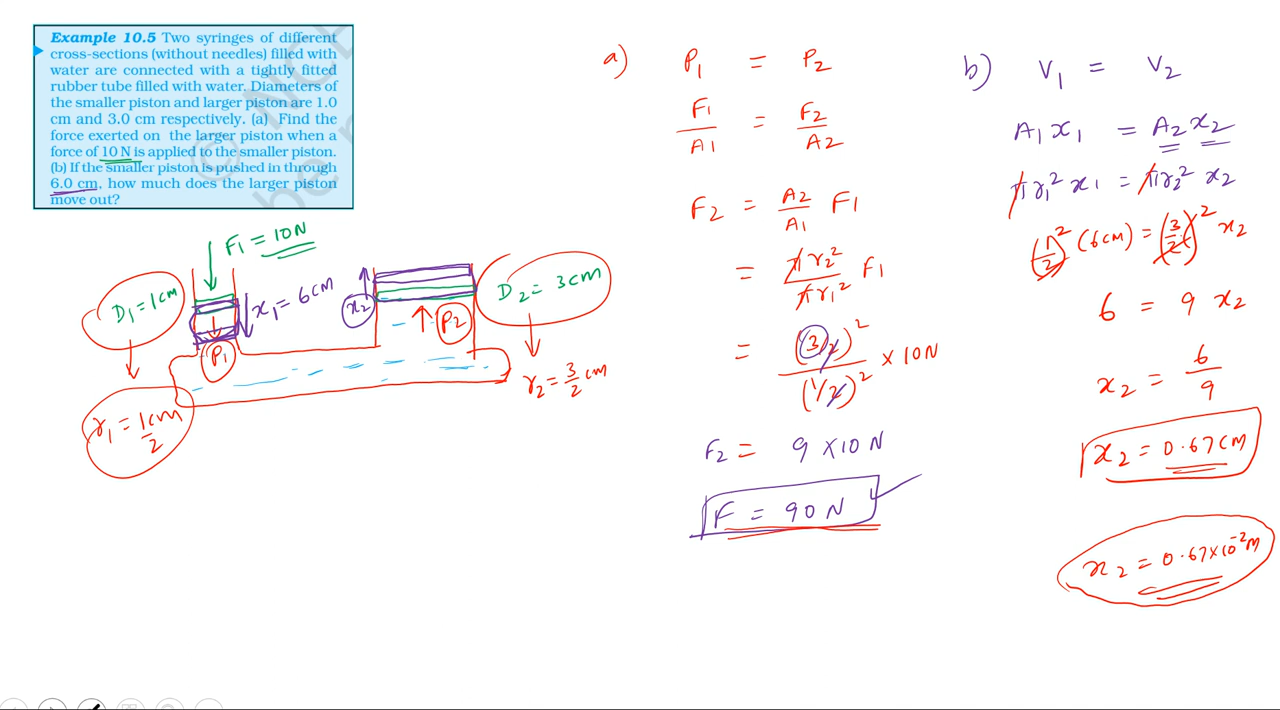 Example 10.5 Two syringes of different
cross-sections (without needles) filled with
water are connected with a tightly fitted
rubber tube filled with water. Diameters of
the smaller piston and larger piston are 1.0
cm and 3.0 cm respectively. (a) Find the
force exerted on the larger piston when a
force of 10 N is applied to the smaller piston.
(b) If the smaller piston is pushed in through
6.0 cm, how much does the larger piston
move out?
F1 = 10N
D1 = 1cm
x1 = 6cm
x2
D2 = 3cm
P1
P2
r1 = 1cm/2
r2 = 3/2 cm
a) P1 = P2
F1/A1 = F2/A2
F2 = A2/A1 F1
= πr2²/πr1² F1
= (3/2)²/(1/2)² × 10N
F2 = 9 × 10 N
F = 90 N
b) V1 = V2
A1 x1 = A2 x2
πr1² x1 = πr2² x2
(1/2)² (6cm) = (3/2)² x2
6 = 9 x2
x2 = 6/9
x2 = 0.67cm
x2 = 0.67×10⁻²m